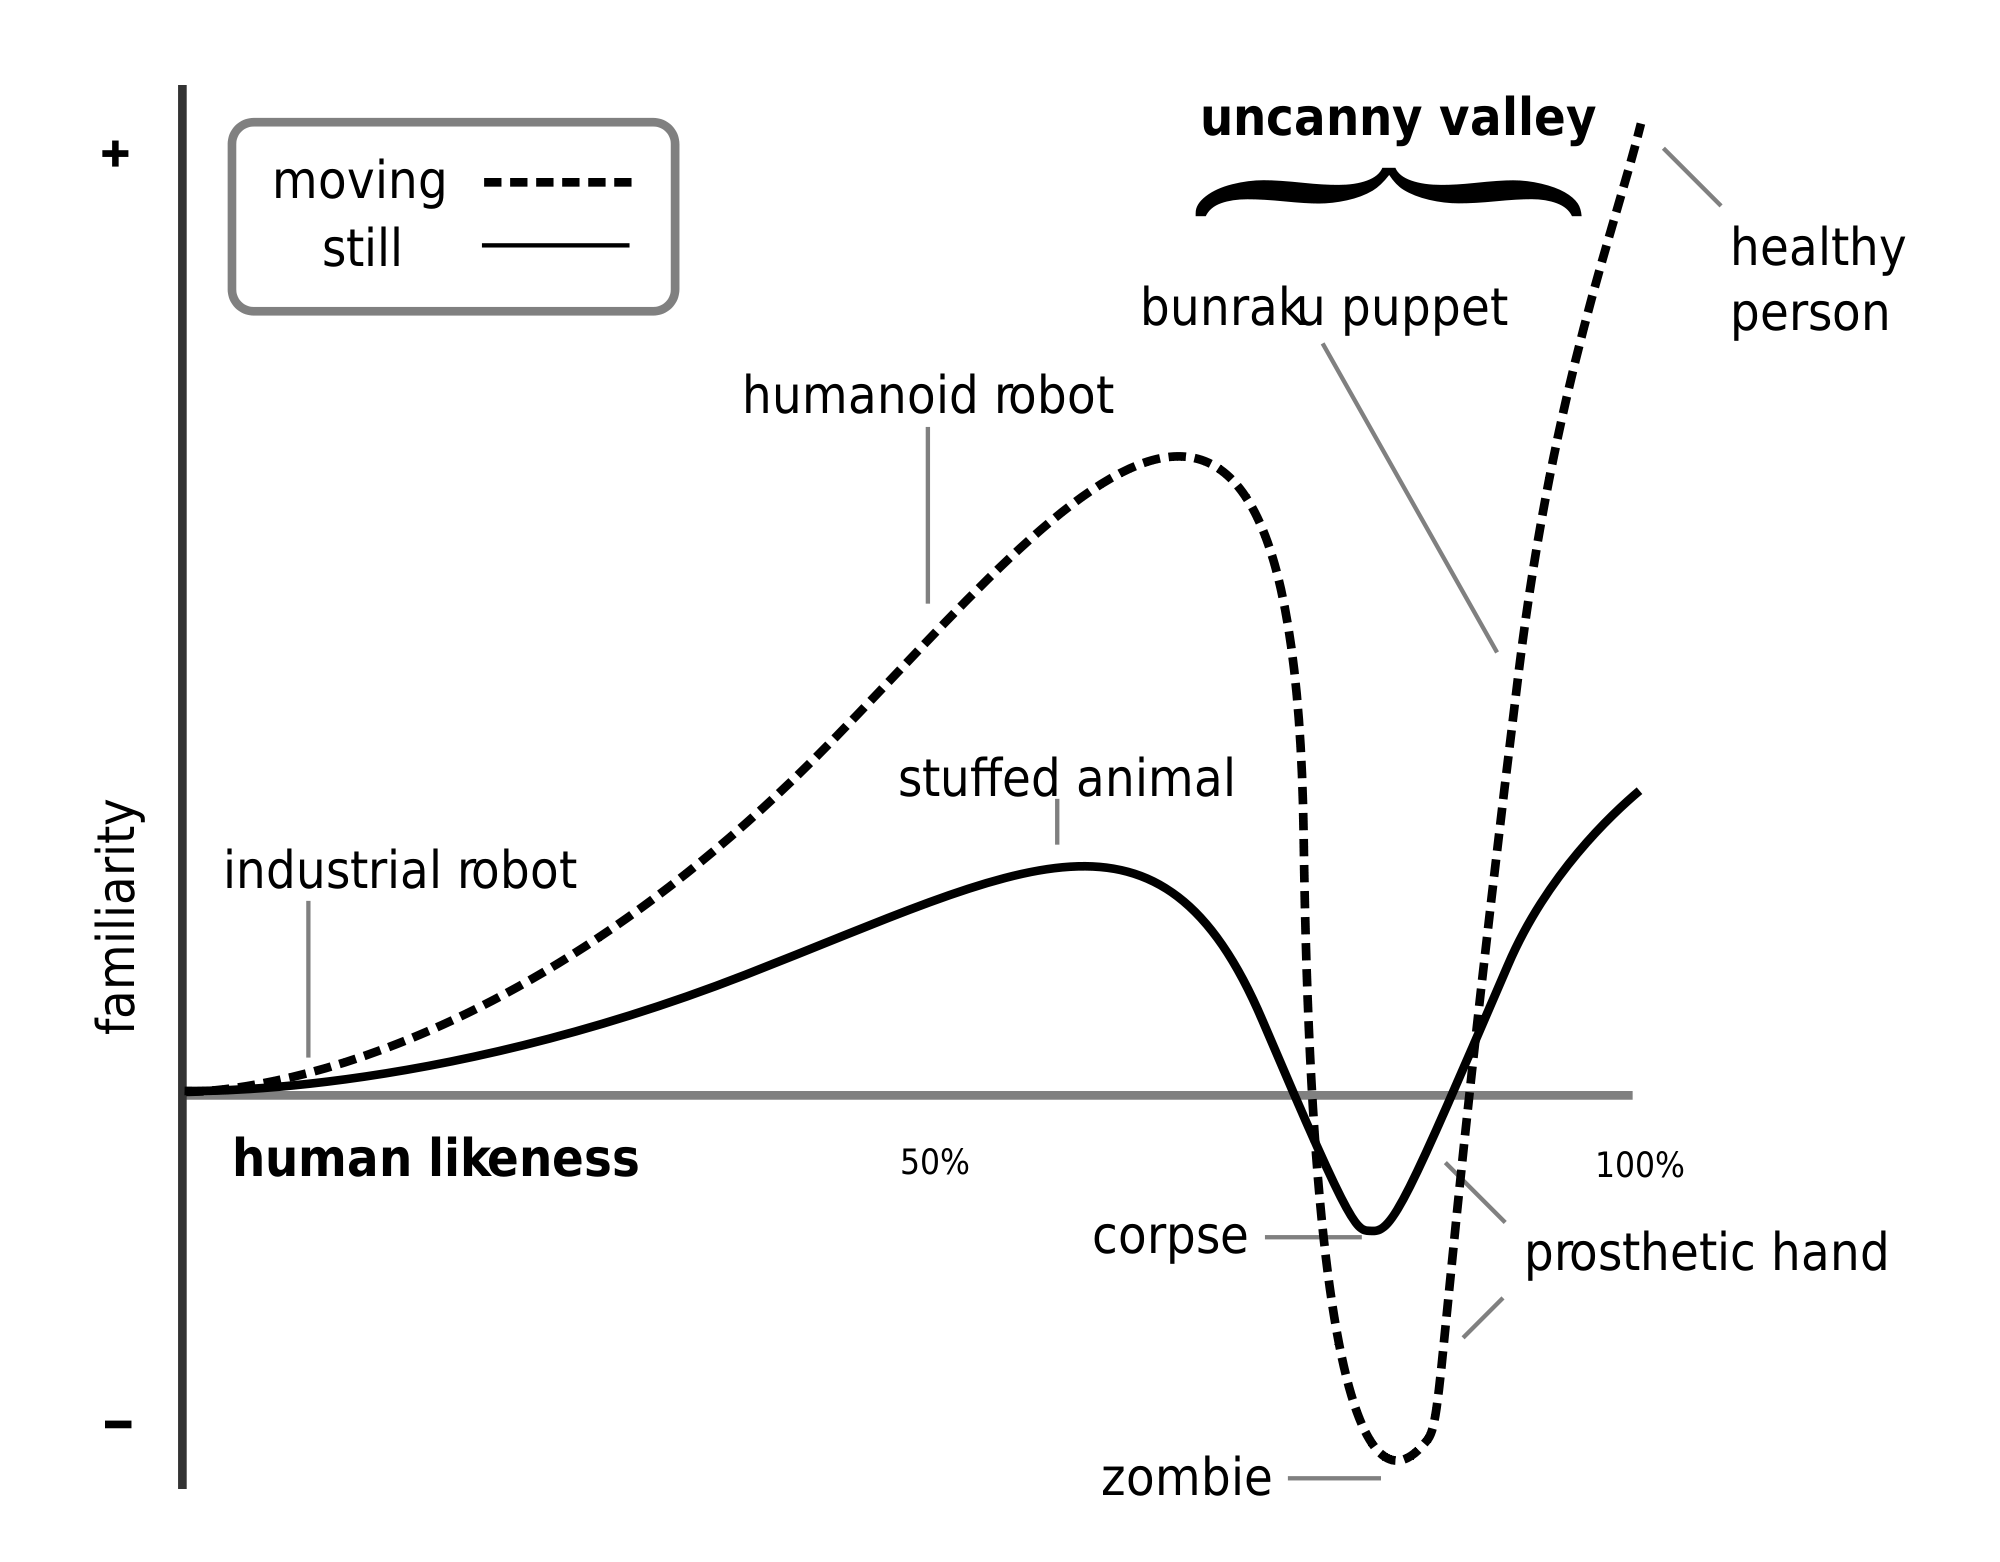 uncanny valley
+
moving
still
healthy
person
bunraku puppet
humanoid robot
stuffed animal
industrial robot
familiarity
human likeness
50%
100%
corpse
prosthetic hand
−
zombie